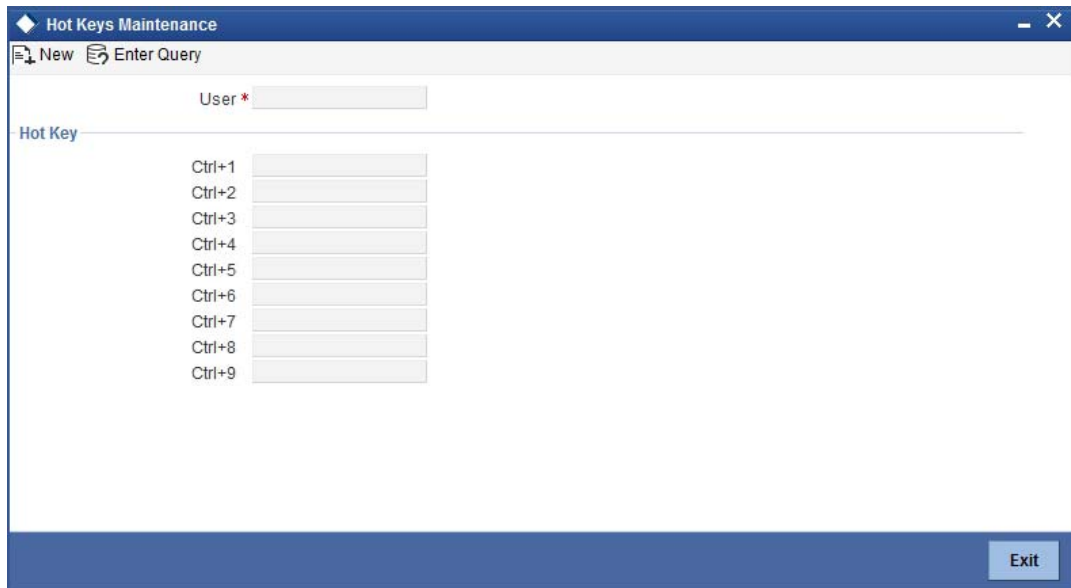 Hot Keys Maintenance
New Enter Query
User *
Hot Key
Ctrl+1
Ctrl+2
Ctrl+3
Ctrl+4
Ctrl+5
Ctrl+6
Ctrl+7
Ctrl+8
Ctrl+9
Exit